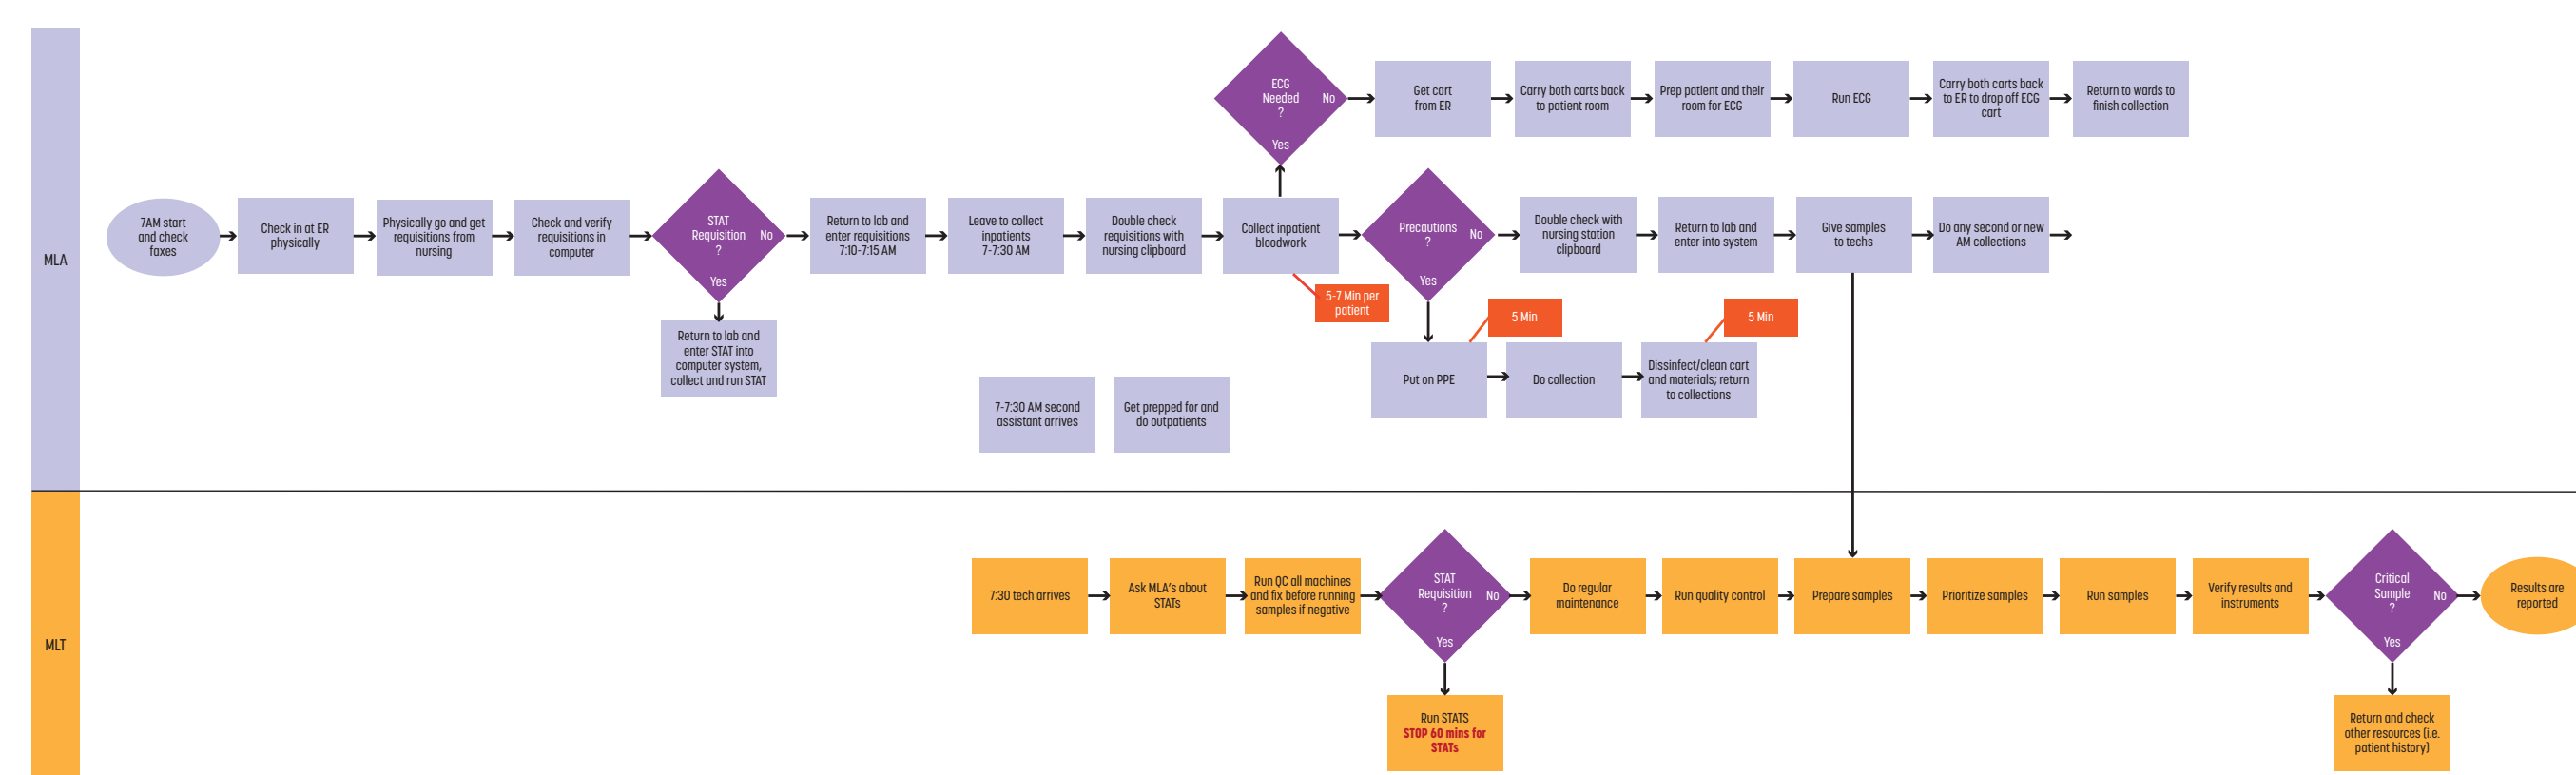 MLA
ECG
Needed
?
No
Yes
Get cart
from ER
Carry both carts back
to patient room
Prep patient and their
room for ECG
Run ECG
Carry both carts back
to ER to drop off ECG
cart
Return to wards to
finish collection
7AM start
and check
faxes
Check in at ER
physically
Physically go and get
requisitions from
nursing
Check and verify
requisitions in
computer
STAT
Requisition
?
No
Yes
Return to lab and
enter STAT into
computer system,
collect and run STAT
Return to lab and
enter requisitions
7:10-7:15 AM
Leave to collect
inpatients
7-7:30 AM
Double check
requisitions with
nursing clipboard
Collect inpatient
bloodwork
5-7 Min per
patient
Precautions
?
No
Yes
Double check with
nursing station
clipboard
Return to lab and
enter into system
Give samples
to techs
Do any second or new
AM collections
5 Min
5 Min
Put on PPE
Do collection
Dissinfect/clean cart
and materials; return
to collections
7-7:30 AM second
assistant arrives
Get prepped for and
do outpatients
MLT
7:30 tech arrives
Ask MLA's about
STATs
Run QC all machines
and fix before running
samples if negative
STAT
Requisition
?
No
Yes
Run STATS
STOP 60 mins for
STATs
Do regular
maintenance
Run quality control
Prepare samples
Prioritize samples
Run samples
Verify results and
instruments
Critical
Sample
?
No
Yes
Return and check
other resources (i.e.
patient history)
Results are
reported